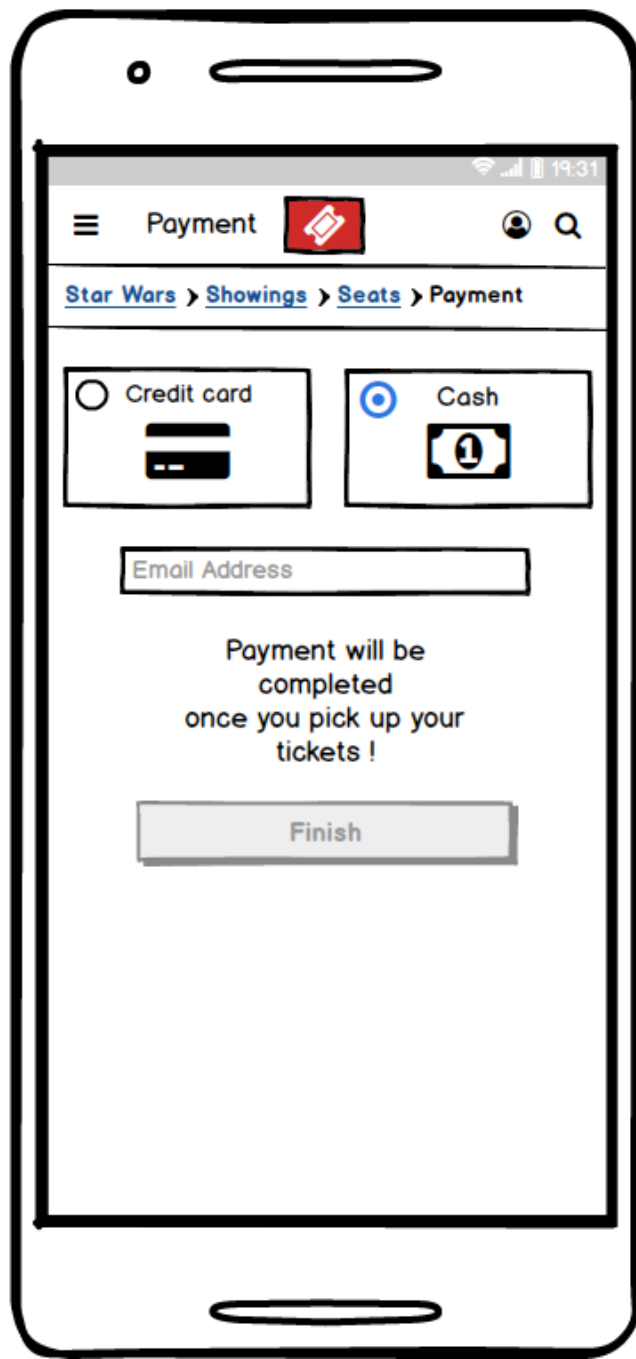 19:31
Payment
Star Wars > Showings > Seats > Payment
Credit card
Cash
1
Email Address
Payment will be
completed
once you pick up your
tickets !
Finish